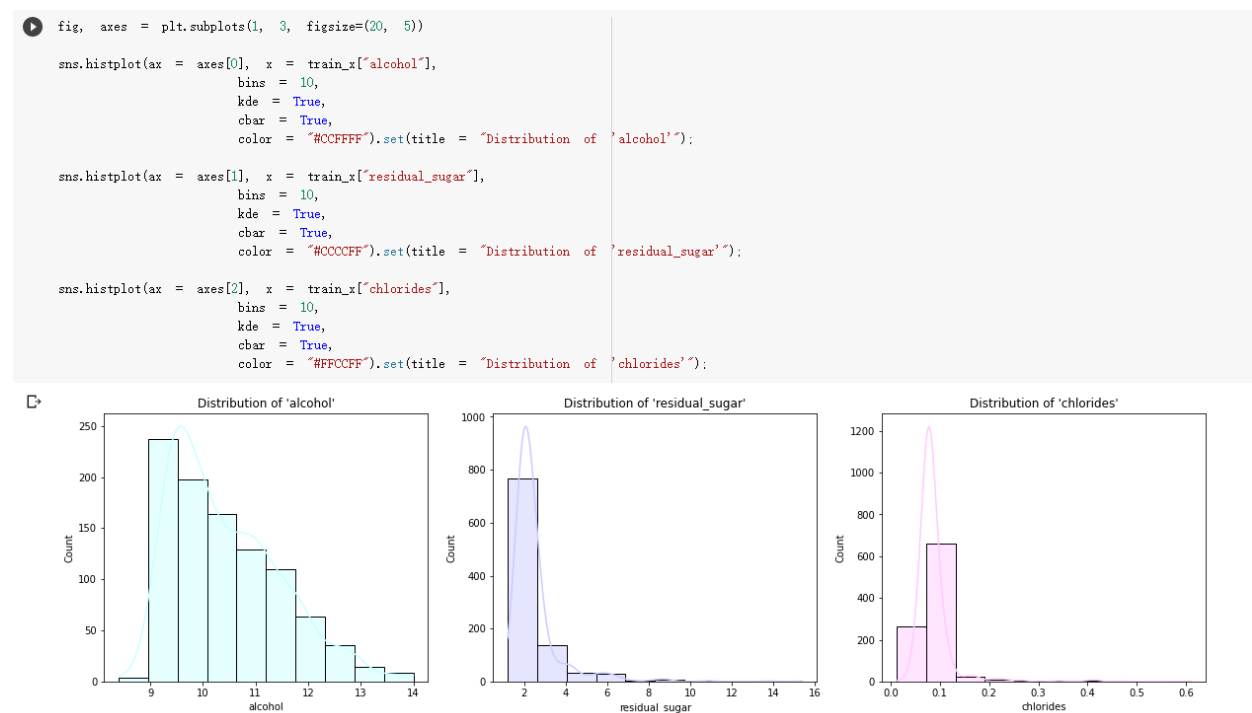 fig, axes = plt.subplots(1, 3, figsize=(20, 5))
sns.histplot(ax = axes[0], x = train_x["alcohol"],
bins = 10,
kde = True,
cbar = True,
color = "#CCFFFF").set(title = "Distribution of 'alcohol'");
sns.histplot(ax = axes[1], x = train_x["residual_sugar"],
bins = 10,
kde = True,
cbar = True,
color = "#CCCCFF").set(title = "Distribution of 'residual_sugar'");
sns.histplot(ax = axes[2], x = train_x["chlorides"],
bins = 10,
kde = True,
cbar = True,
color = "#FFCCFF").set(title = "Distribution of 'chlorides'");
Distribution of 'alcohol'
250
200
150
100
50
0
Count
9 10 11 12 13 14
alcohol
Distribution of 'residual_sugar'
1000
800
600
400
200
0
Count
2 4 6 8 10 12 14 16
residual sugar
Distribution of 'chlorides'
1200
1000
800
600
400
200
0
Count
0.0 0.1 0.2 0.3 0.4 0.5 0.6
chlorides